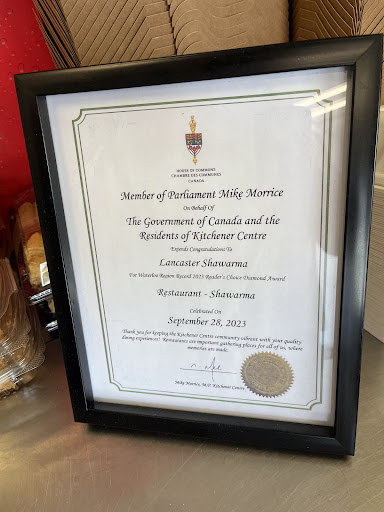 HOUSE OF COMMONS
CHAMBRE DES COMMUNES
CANADA
Member of Parliament Mike Morrice
On Behalf Of
The Government of Canada and the
Residents of Kitchener Centre
Extends Congratulations To
Lancaster Shawarma
For Waterloo Region Record 2023 Reader's Choice Diamond Award
Restaurant - Shawarma
Celebrated On
September 28, 2023
Thank you for keeping the Kitchener Centre community vibrant with your quality
dining experiences! Restaurants are important gathering places for all of us, where
memories are made.
Mike Morrice, M.P. Kitchener Centre